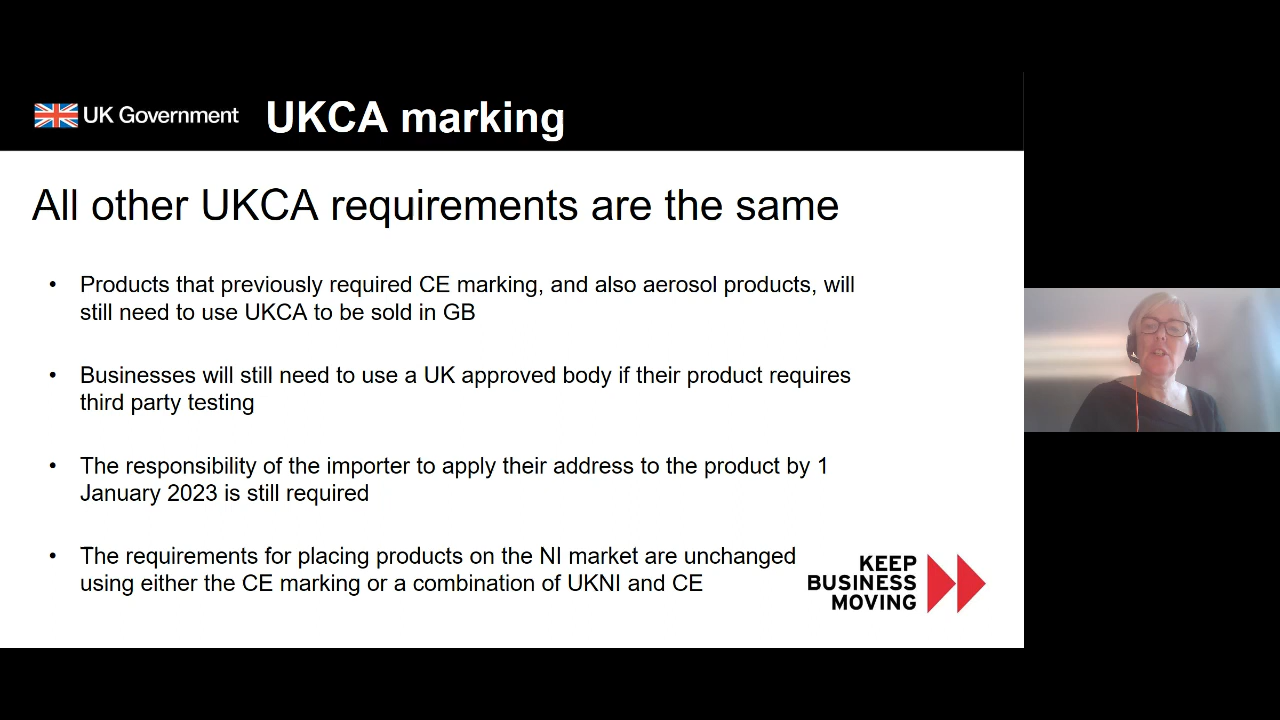 UK Government
UKCA marking
All other UKCA requirements are the same
• Products that previously required CE marking, and also aerosol products, will
still need to use UKCA to be sold in GB
• Businesses will still need to use a UK approved body if their product requires
third party testing
• The responsibility of the importer to apply their address to the product by 1
January 2023 is still required
• The requirements for placing products on the NI market are unchanged
using either the CE marking or a combination of UKNI and CE
KEEP
BUSINESS
MOVING